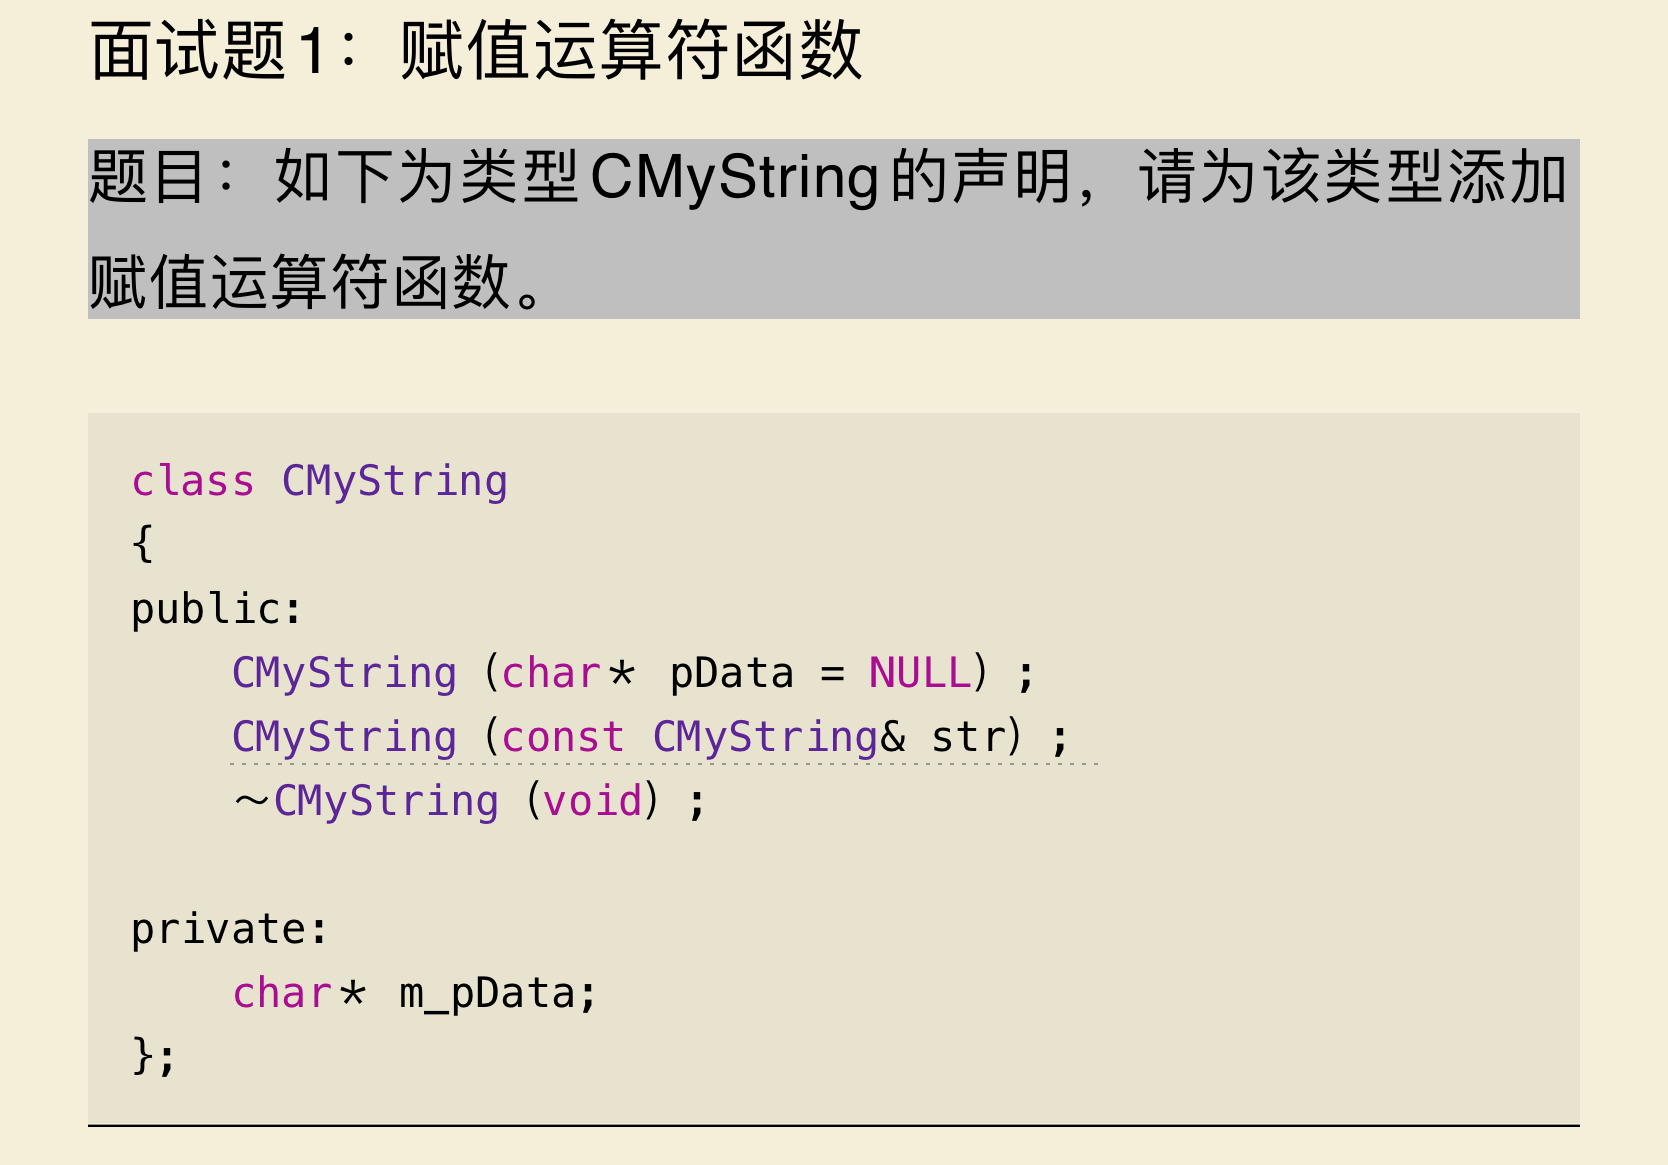 面试题1：赋值运算符函数
题目：如下为类型CMyString的声明，请为该类型添加
赋值运算符函数。
class CMyString
{
public:
    CMyString（char* pData = NULL）;
    CMyString（const CMyString& str）;
    ～CMyString（void）;
private:
    char* m_pData;
};